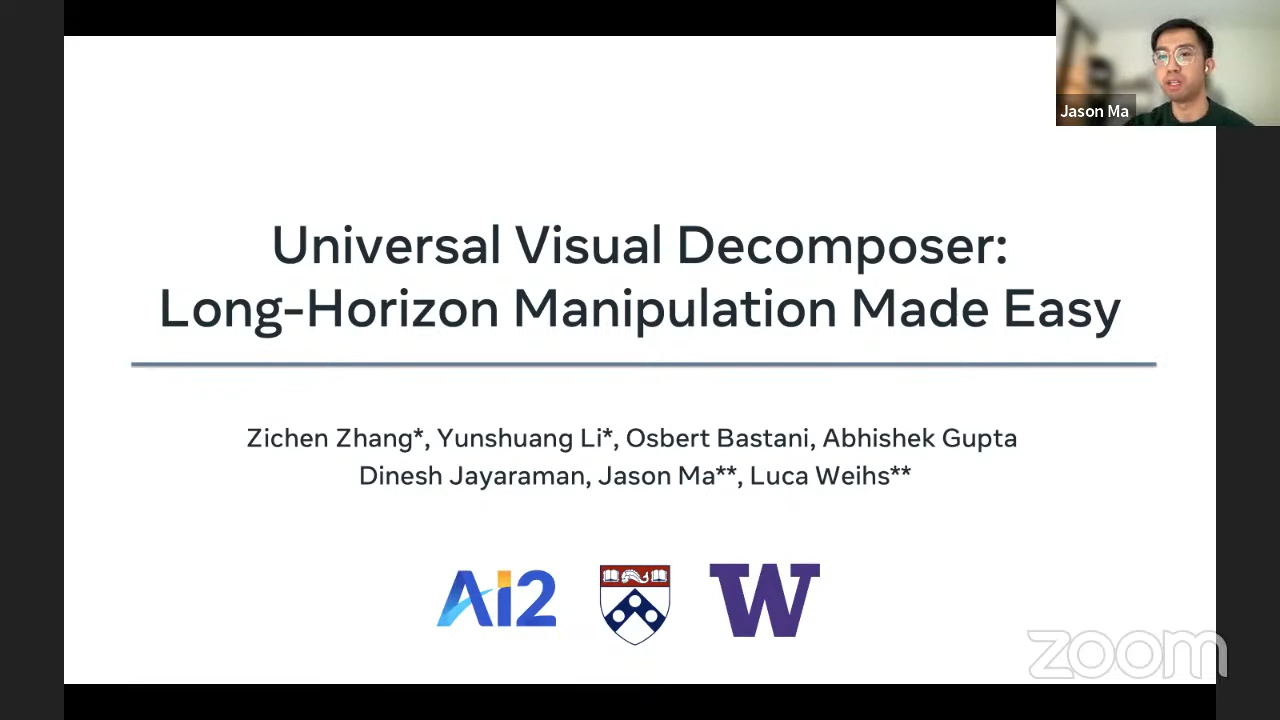 Jason Ma
Universal Visual Decomposer:
Long-Horizon Manipulation Made Easy
Zichen Zhang*, Yunshuang Li*, Osbert Bastani, Abhishek Gupta
Dinesh Jayaraman, Jason Ma**, Luca Weihs**
AI2
W
zoom